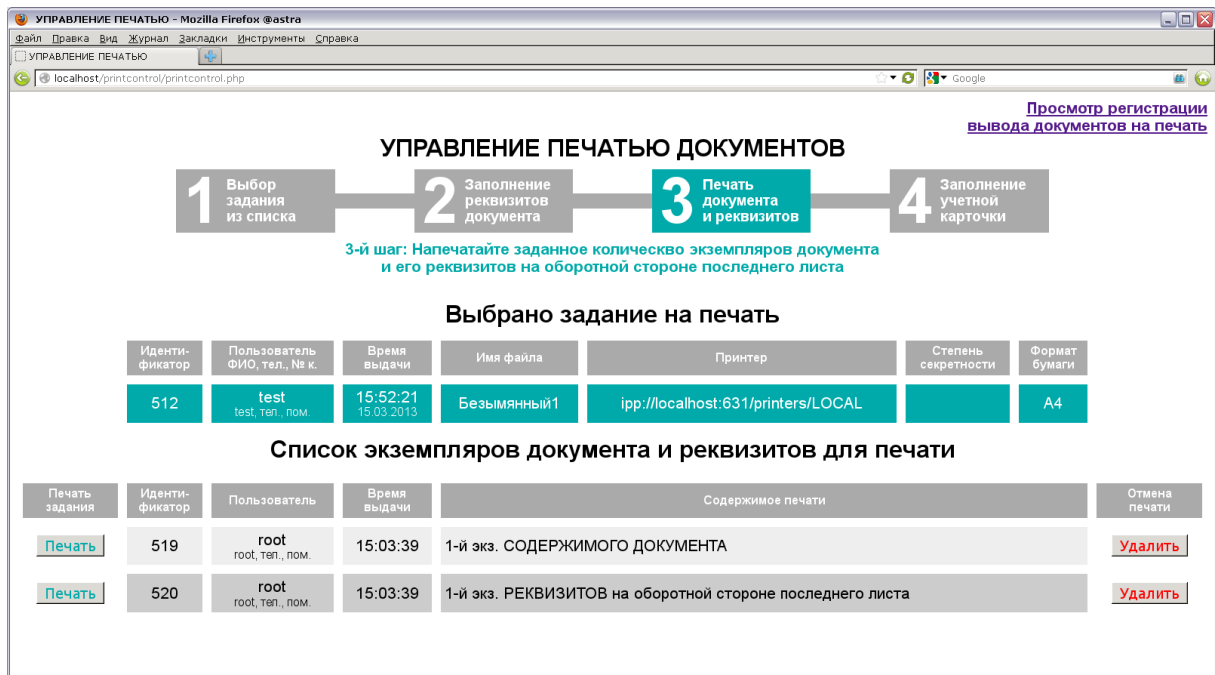 УПРАВЛЕНИЕ ПЕЧАТЬЮ - Mozilla Firefox @astra
Файл Правка Вид Журнал Закладки Инструменты Справка
УПРАВЛЕНИЕ ПЕЧАТЬЮ
localhost/printcontrol/printcontrol.php Google
Просмотр регистрации
вывода документов на печать
УПРАВЛЕНИЕ ПЕЧАТЬЮ ДОКУМЕНТОВ
1 Выбор
задания
из списка
2 Заполнение
реквизитов
документа
3 Печать
документа
и реквизитов
4 Заполнение
учетной
карточки
3-й шаг: Напечатайте заданное колическво экземпляров документа
и его реквизитов на оборотной стороне последнего листа
Выбрано задание на печать
Иденти-
фикатор
Пользователь
ФИО, тел., № к.
Время
выдачи
Имя файла
Принтер
Степень
секретности
Формат
бумаги
512
test
test, тел., пом.
15:52:21
15.03.2013
Безымянный1
ipp://localhost:631/printers/LOCAL
A4
Список экземпляров документа и реквизитов для печати
Печать
задания
Иденти-
фикатор
Пользователь
Время
выдачи
Содержимое печати
Отмена
печати
Печать
519
root
root, тел., пом.
15:03:39
1-й экз. СОДЕРЖИМОГО ДОКУМЕНТА
Удалить
Печать
520
root
root, тел., пом.
15:03:39
1-й экз. РЕКВИЗИТОВ на оборотной стороне последнего листа
Удалить